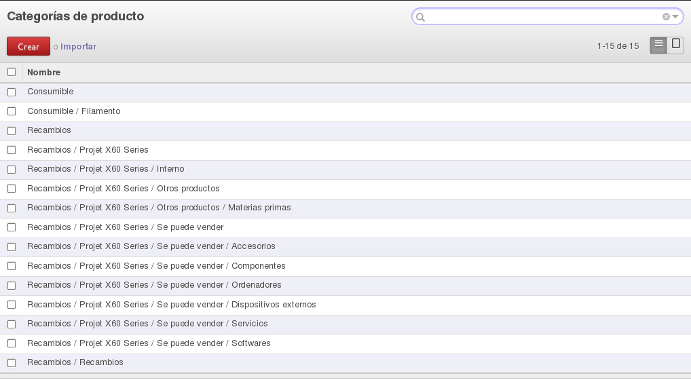 Categorías de producto
Crear o Importar 1-15 de 15
Nombre
Consumible
Consumible / Filamento
Recambios
Recambios / Projet X60 Series
Recambios / Projet X60 Series / Interno
Recambios / Projet X60 Series / Otros productos
Recambios / Projet X60 Series / Otros productos / Materias primas
Recambios / Projet X60 Series / Se puede vender
Recambios / Projet X60 Series / Se puede vender / Accesorios
Recambios / Projet X60 Series / Se puede vender / Componentes
Recambios / Projet X60 Series / Se puede vender / Ordenadores
Recambios / Projet X60 Series / Se puede vender / Dispositivos externos
Recambios / Projet X60 Series / Se puede vender / Servicios
Recambios / Projet X60 Series / Se puede vender / Softwares
Recambios / Recambios